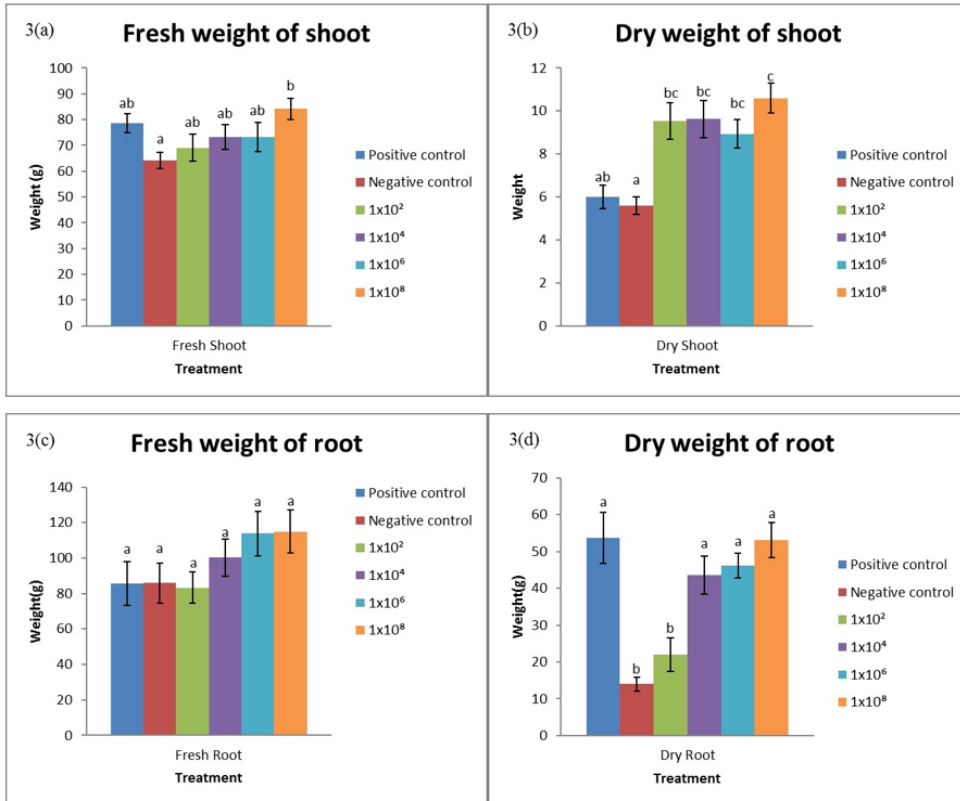 3(a)
Fresh weight of shoot
Weight (g)
100
90
80
70
60
50
40
30
20
10
0
ab
a
ab
ab
ab
b
Fresh Shoot
Treatment
Positive control
Negative control
1x10²
1x10⁴
1x10⁶
1x10⁸
3(b)
Dry weight of shoot
Weight
12
10
8
6
4
2
0
ab
a
bc
bc
bc
c
Dry Shoot
Treatment
Positive control
Negative control
1x10²
1x10⁴
1x10⁶
1x10⁸
3(c)
Fresh weight of root
Weight(g)
140
120
100
80
60
40
20
0
a
a
a
a
a
a
Fresh Root
Treatment
Positive control
Negative control
1x10²
1x10⁴
1x10⁶
1x10⁸
3(d)
Dry weight of root
Weight(g)
70
60
50
40
30
20
10
0
a
b
b
a
a
a
Dry Root
Treatment
Positive control
Negative control
1x10²
1x10⁴
1x10⁶
1x10⁸